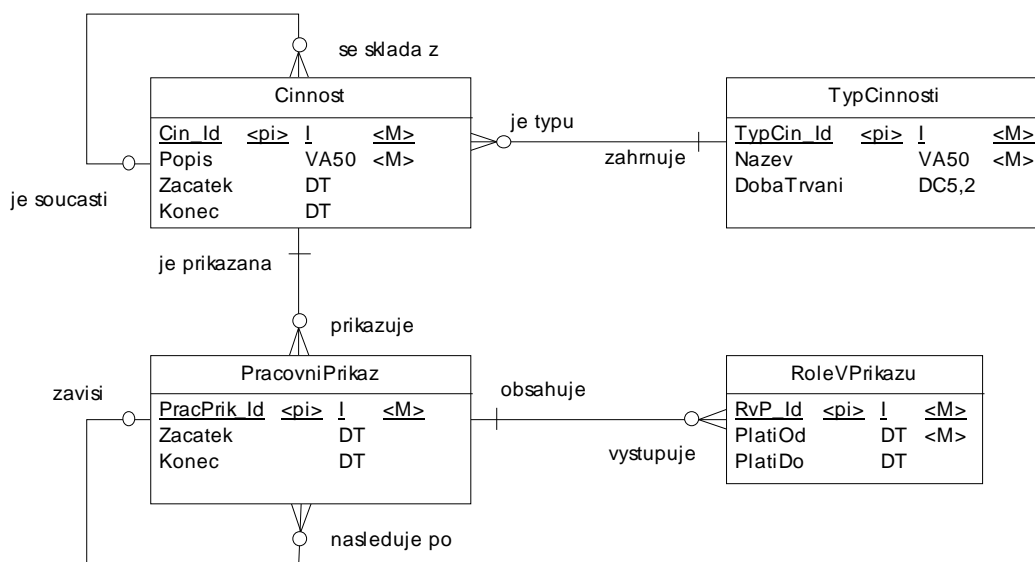 se sklada z
Cinnost
Cin_Id <pi> I <M>
Popis VA50 <M>
Zacatek DT
Konec DT
je soucasti
je typu
zahrnuje
TypCinnosti
TypCin_Id <pi> I <M>
Nazev VA50 <M>
DobaTrvani DC5,2
je prikazana
prikazuje
zavisi
PracovniPrikaz
PracPrik_Id <pi> I <M>
Zacatek DT
Konec DT
obsahuje
vystupuje
RoleVPrikazu
RvP_Id <pi> I <M>
PlatiOd DT <M>
PlatiDo DT
nasleduje po